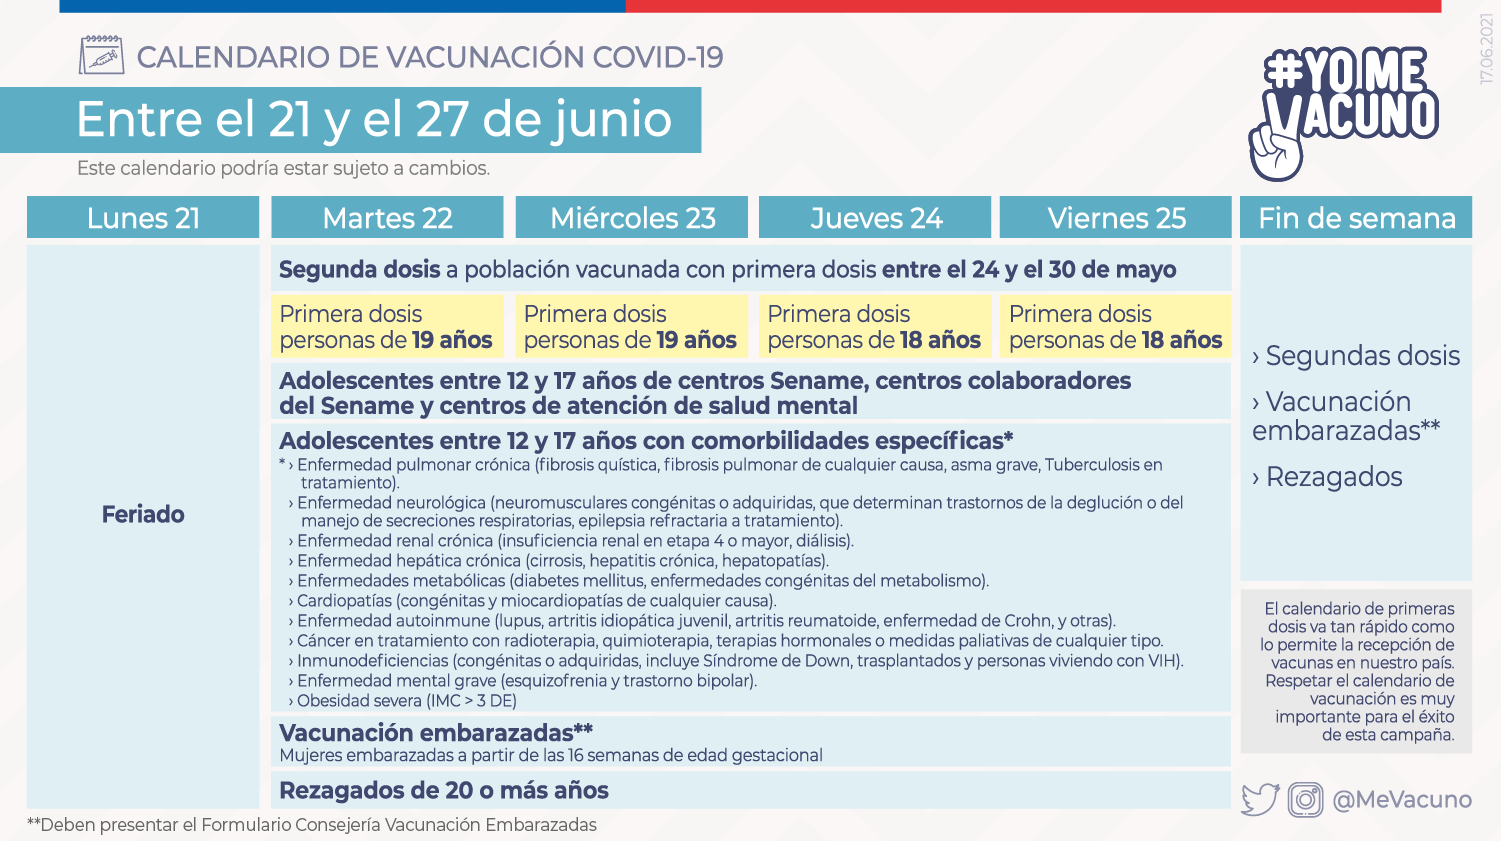 CALENDARIO DE VACUNACIÓN COVID-19
17.06.2021
#YO ME
VACUNO
Entre el 21 y el 27 de junio
Este calendario podría estar sujeto a cambios.
Lunes 21
Martes 22
Miércoles 23
Jueves 24
Viernes 25
Fin de semana
Feriado
Segunda dosis a población vacunada con primera dosis entre el 24 y el 30 de mayo
Primera dosis
personas de 19 años
Primera dosis
personas de 19 años
Primera dosis
personas de 18 años
Primera dosis
personas de 18 años
Adolescentes entre 12 y 17 años de centros Sename, centros colaboradores
del Sename y centros de atención de salud mental
Adolescentes entre 12 y 17 años con comorbilidades específicas*
* › Enfermedad pulmonar crónica (fibrosis quística, fibrosis pulmonar de cualquier causa, asma grave, Tuberculosis en
tratamiento).
› Enfermedad neurológica (neuromusculares congénitas o adquiridas, que determinan trastornos de la deglución o del
manejo de secreciones respiratorias, epilepsia refractaria a tratamiento).
› Enfermedad renal crónica (insuficiencia renal en etapa 4 o mayor, diálisis).
› Enfermedad hepática crónica (cirrosis, hepatitis crónica, hepatopatías).
› Enfermedades metabólicas (diabetes mellitus, enfermedades congénitas del metabolismo).
› Cardiopatías (congénitas y miocardiopatías de cualquier causa).
› Enfermedad autoinmune (lupus, artritis idiopática juvenil, artritis reumatoide, enfermedad de Crohn, y otras).
› Cáncer en tratamiento con radioterapia, quimioterapia, terapias hormonales o medidas paliativas de cualquier tipo.
› Inmunodeficiencias (congénitas o adquiridas, incluye Síndrome de Down, trasplantados y personas viviendo con VIH).
› Enfermedad mental grave (esquizofrenia y trastorno bipolar).
› Obesidad severa (IMC > 3 DE)
Vacunación embarazadas**
Mujeres embarazadas a partir de las 16 semanas de edad gestacional
Rezagados de 20 o más años
› Segundas dosis
› Vacunación
embarazadas**
› Rezagados
El calendario de primeras
dosis va tan rápido como
lo permite la recepción de
vacunas en nuestro país.
Respetar el calendario de
vacunación es muy
importante para el éxito
de esta campaña.
@MeVacuno
**Deben presentar el Formulario Consejería Vacunación Embarazadas